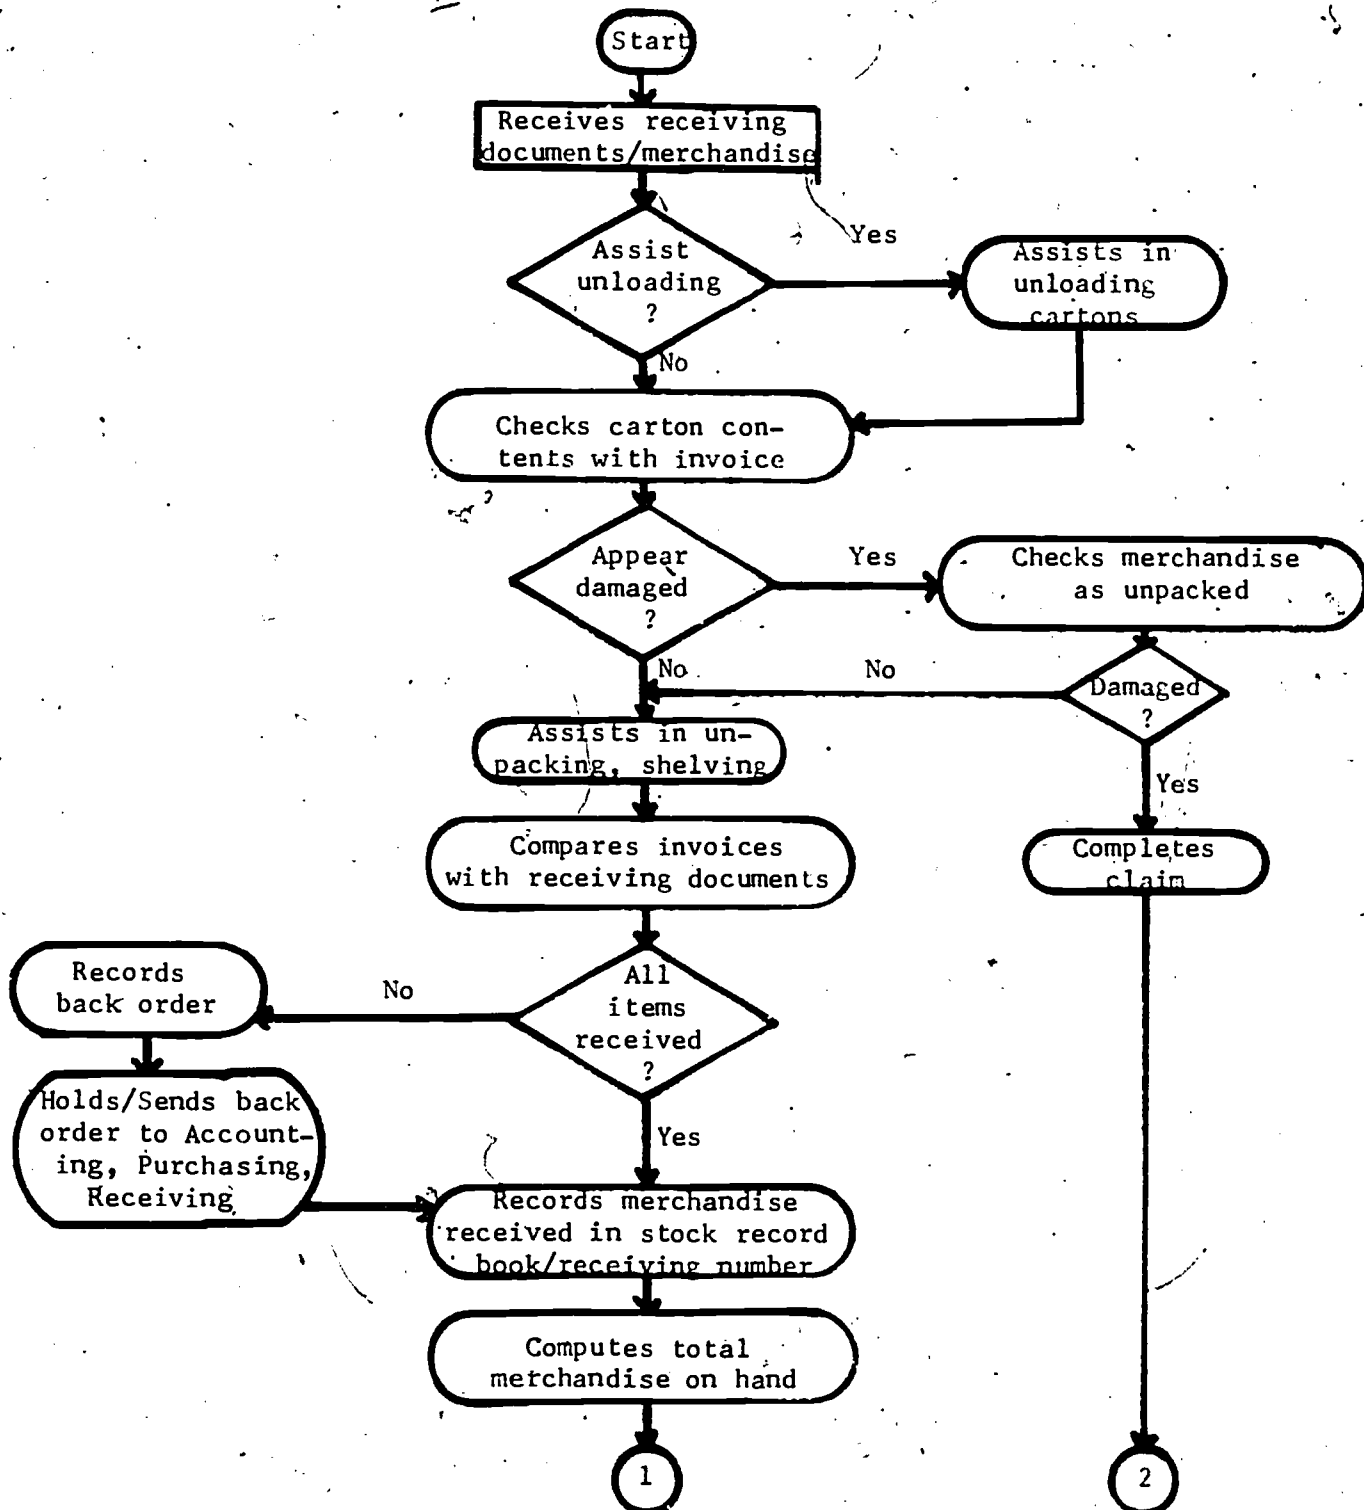 Start
Receives receiving
documents/merchandise
Assist
unloading
?
Yes
Assists in
unloading
cartons
No
Checks carton con-
tents with invoice
Appear
damaged
?
Yes
Checks merchandise
as unpacked
No
No
Damaged
?
Yes
Assists in un-
packing, shelving
Completes
claim
Compares invoices
with receiving documents
All
items
received
?
No
Records
back order
Holds/Sends back
order to Account-
ing, Purchasing,
Receiving
Yes
Records merchandise
received in stock record
book/receiving number
Computes total
merchandise on hand
1
2